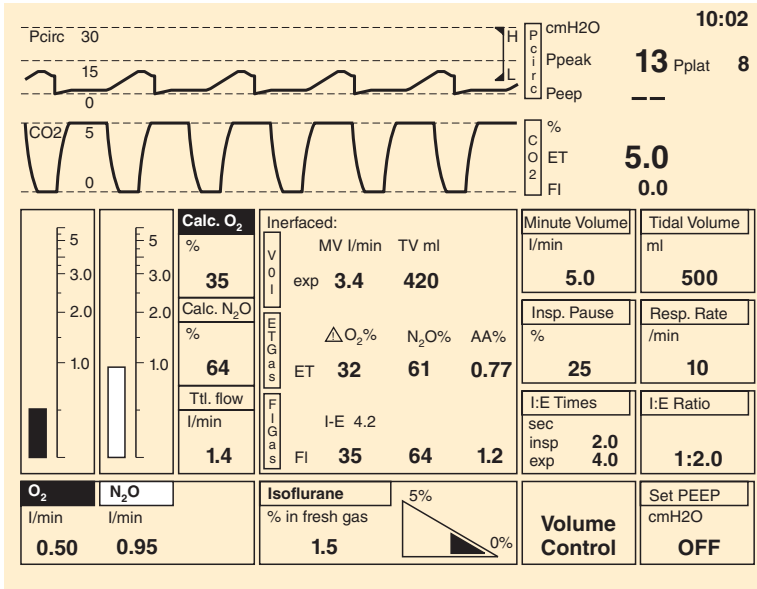 10:02
Pcirc 30
15
0
H
L
Pcirc
cmH2O
Ppeak 13 Pplat 8
Peep – –
CO2 5
0
CO2
%
ET 5.0
FI 0.0
5
3.0
2.0
1.0
5
3.0
2.0
1.0
Calc. O₂
%
35
Calc. N₂O
%
64
Ttl. flow
l/min
1.4
Inerfaced:
V0l
MV l/min TV ml
exp 3.4 420
ETGas
⚠O₂% N₂O% AA%
ET 32 61 0.77
FIGas
I-E 4.2
FI 35 64 1.2
Minute Volume
l/min
5.0
Tidal Volume
ml
500
Insp. Pause
%
25
Resp. Rate
/min
10
I:E Times
sec
insp 2.0
exp 4.0
I:E Ratio
1:2.0
O₂
l/min
0.50
N₂O
l/min
0.95
Isoflurane
% in fresh gas
1.5
5%
0%
Volume
Control
Set PEEP
cmH2O
OFF